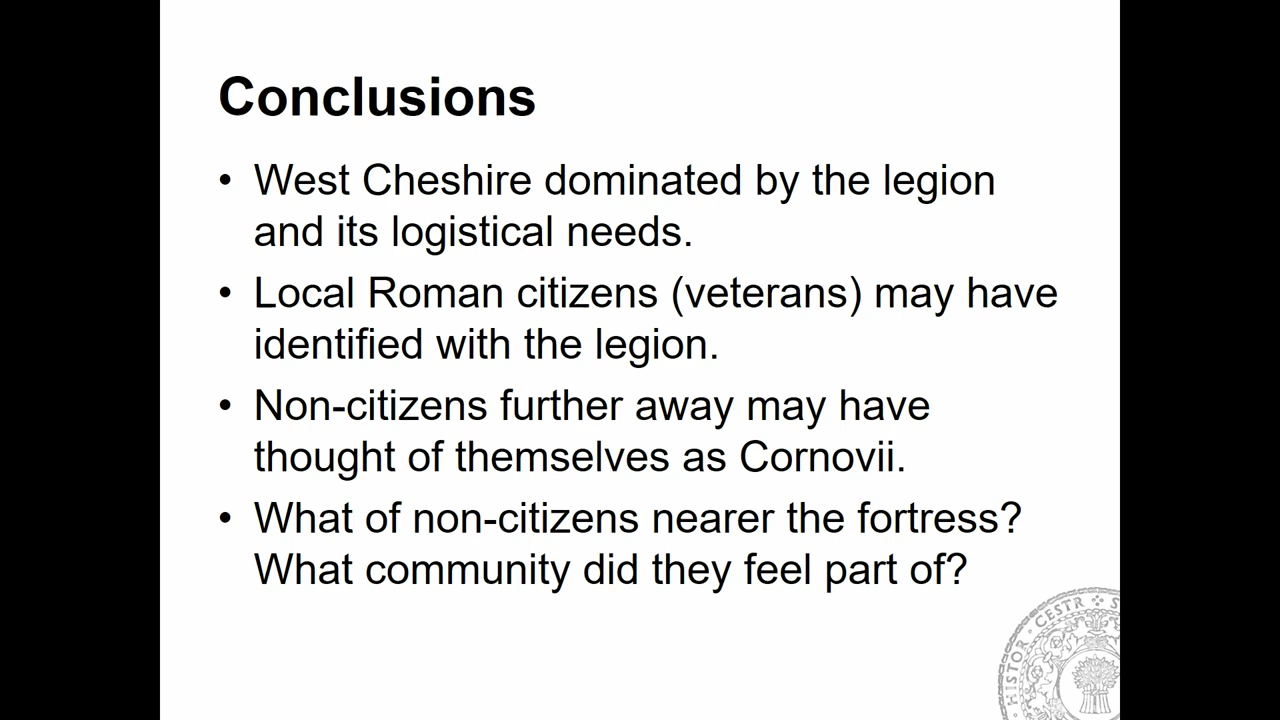 Conclusions
• West Cheshire dominated by the legion
and its logistical needs.
• Local Roman citizens (veterans) may have
identified with the legion.
• Non-citizens further away may have
thought of themselves as Cornovii.
• What of non-citizens nearer the fortress?
What community did they feel part of?
HISTOR · CESTR ✣ S